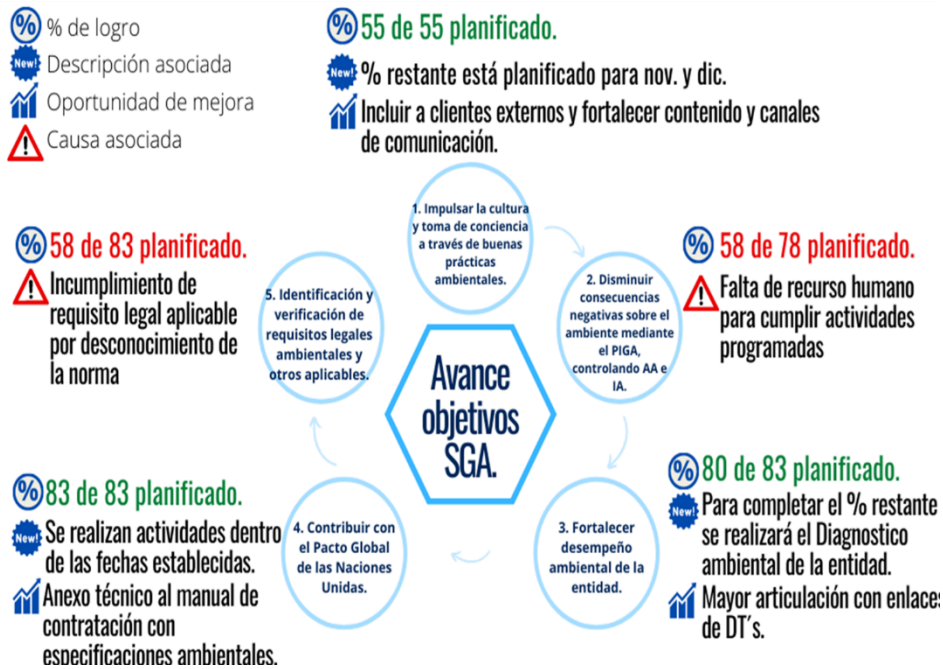 % % de logro
New! Descripción asociada
Oportunidad de mejora
! Causa asociada
% 55 de 55 planificado.
New! % restante está planificado para nov. y dic.
Incluir a clientes externos y fortalecer contenido y canales
de comunicación.
1. Impulsar la cultura
y toma de conciencia
a través de buenas
prácticas
ambientales.
% 58 de 78 planificado.
! Falta de recurso humano
para cumplir actividades
programadas
2. Disminuir
consecuencias
negativas sobre el
ambiente mediante
el PIGA,
controlando AA e
IA.
% 80 de 83 planificado.
New! Para completar el % restante
se realizará el Diagnostico
ambiental de la entidad.
Mayor articulación con enlaces
de DT´s.
3. Fortalecer
desempeño
ambiental de la
entidad.
% 83 de 83 planificado.
New! Se realizan actividades dentro
de las fechas establecidas.
Anexo técnico al manual de
contratación con
especificaciones ambientales.
4. Contribuir con
el Pacto Global
de las Naciones
Unidas.
% 58 de 83 planificado.
! Incumplimiento de
requisito legal aplicable
por desconocimiento de
la norma
5. Identificación y
verificación de
requisitos legales
ambientales y
otros aplicables.
Avance
objetivos
SGA.